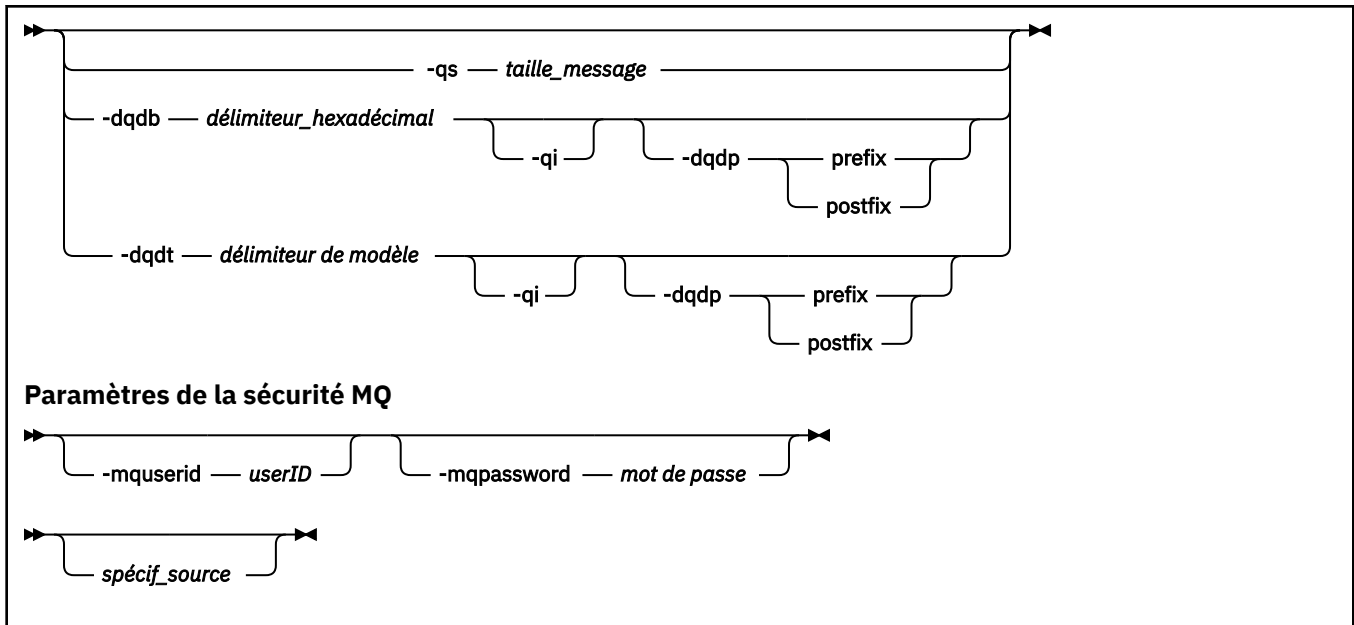 -qs taille_message
-dqdb délimiteur_hexadécimal
-qi -dqdp prefix
postfix
-dqdt délimiteur de modèle
-qi -dqdp prefix
postfix
Paramètres de la sécurité MQ
-mquserid userID -mqpassword mot de passe
spécif_source